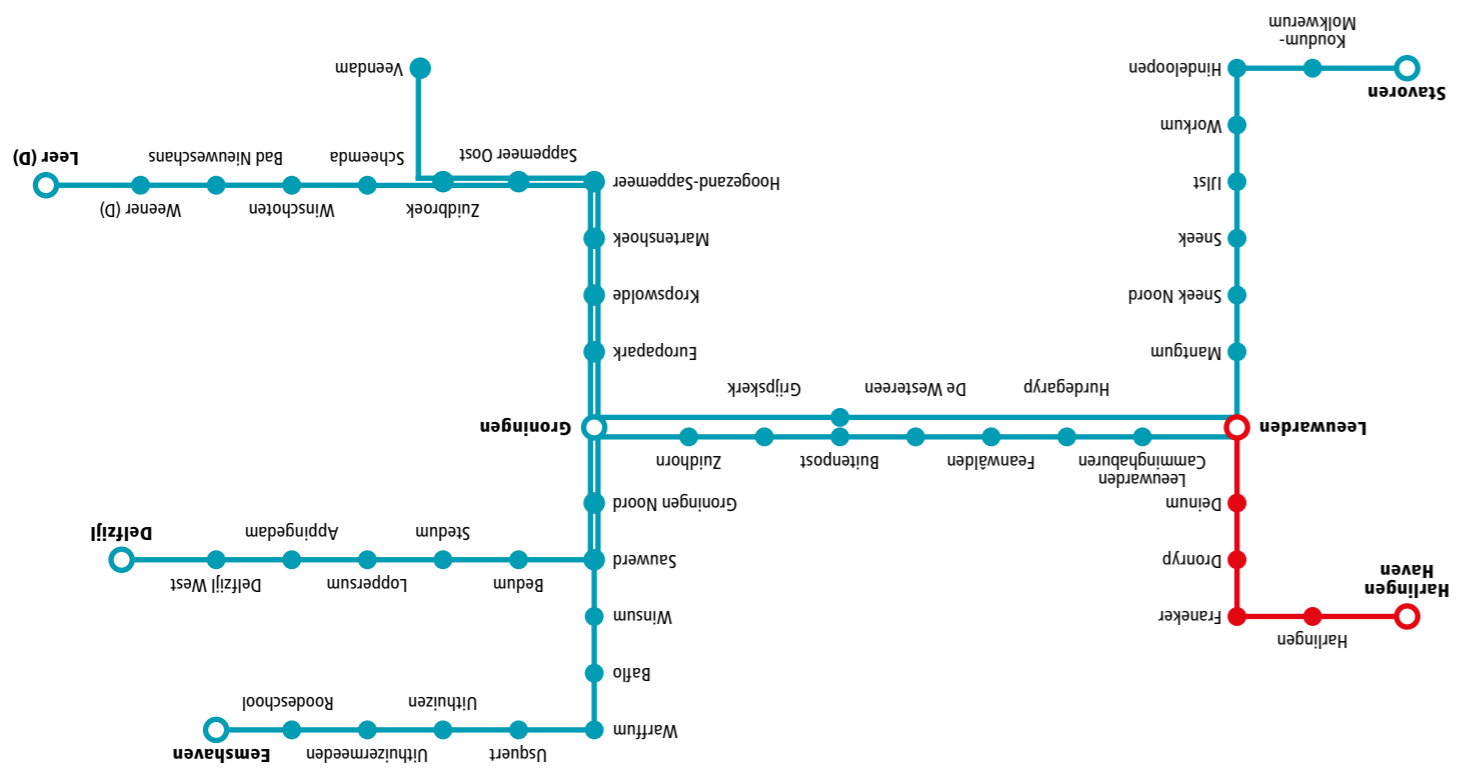 Eemshaven
Uithuizermeeden
Usquert
Roodeschool
Uithuizen
Warffum
Baflo
Winsum
Sauwerd
Groningen Noord
Delfzijl West
Loppersum
Bedum
Delfzijl
Appingedam
Stedum
Harlingen
Haven
Harlingen
Franeker
Dronryp
Deinum
Leeuwarden
Leeuwarden
Camminghaburen
Feanwâlden
Buitenpost
Zuidhorn
Hurdegaryp
De Westereen
Grijpskerk
Groningen
Europapark
Kropswolde
Martenshoek
Hoogezand-Sappemeer
Sappemeer Oost
Zuidbroek
Scheemda
Winschoten
Bad Nieuweschans
Weener (D)
Leer (D)
Veendam
Mantgum
Sneek Noord
Sneek
IJlst
Workum
Hindeloopen
Koudum-
Molkwerum
Stavoren